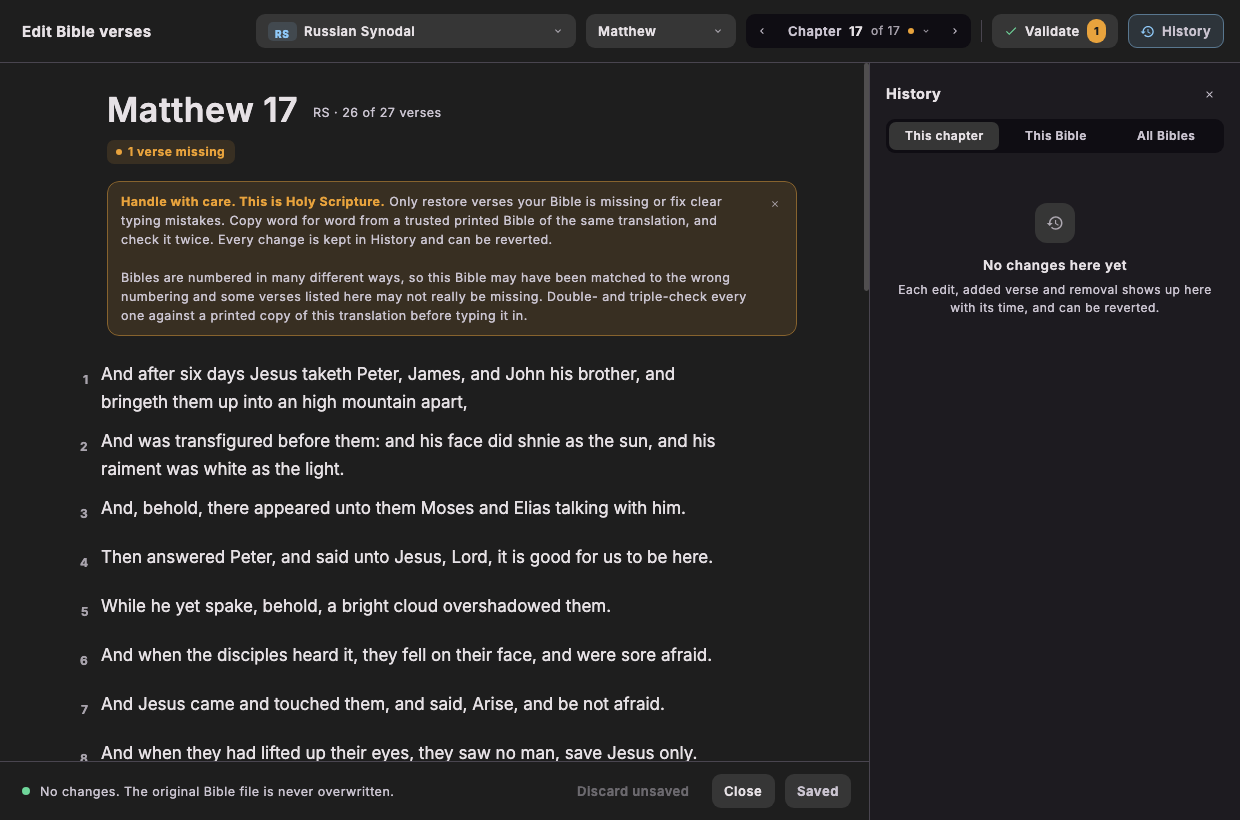 Edit Bible verses
RS Russian Synodal
Matthew
Chapter 17 of 17
Validate 1
History
Matthew 17
RS · 26 of 27 verses
1 verse missing
Handle with care. This is Holy Scripture. Only restore verses your Bible is missing or fix clear
typing mistakes. Copy word for word from a trusted printed Bible of the same translation, and
check it twice. Every change is kept in History and can be reverted.
Bibles are numbered in many different ways, so this Bible may have been matched to the wrong
numbering and some verses listed here may not really be missing. Double- and triple-check every
one against a printed copy of this translation before typing it in.
1 And after six days Jesus taketh Peter, James, and John his brother, and
bringeth them up into an high mountain apart,
2 And was transfigured before them: and his face did shnie as the sun, and his
raiment was white as the light.
3 And, behold, there appeared unto them Moses and Elias talking with him.
4 Then answered Peter, and said unto Jesus, Lord, it is good for us to be here.
5 While he yet spake, behold, a bright cloud overshadowed them.
6 And when the disciples heard it, they fell on their face, and were sore afraid.
7 And Jesus came and touched them, and said, Arise, and be not afraid.
8 And when they had lifted up their eyes, they saw no man, save Jesus only.
No changes. The original Bible file is never overwritten.
Discard unsaved
Close
Saved
History
This chapter
This Bible
All Bibles
No changes here yet
Each edit, added verse and removal shows up here
with its time, and can be reverted.